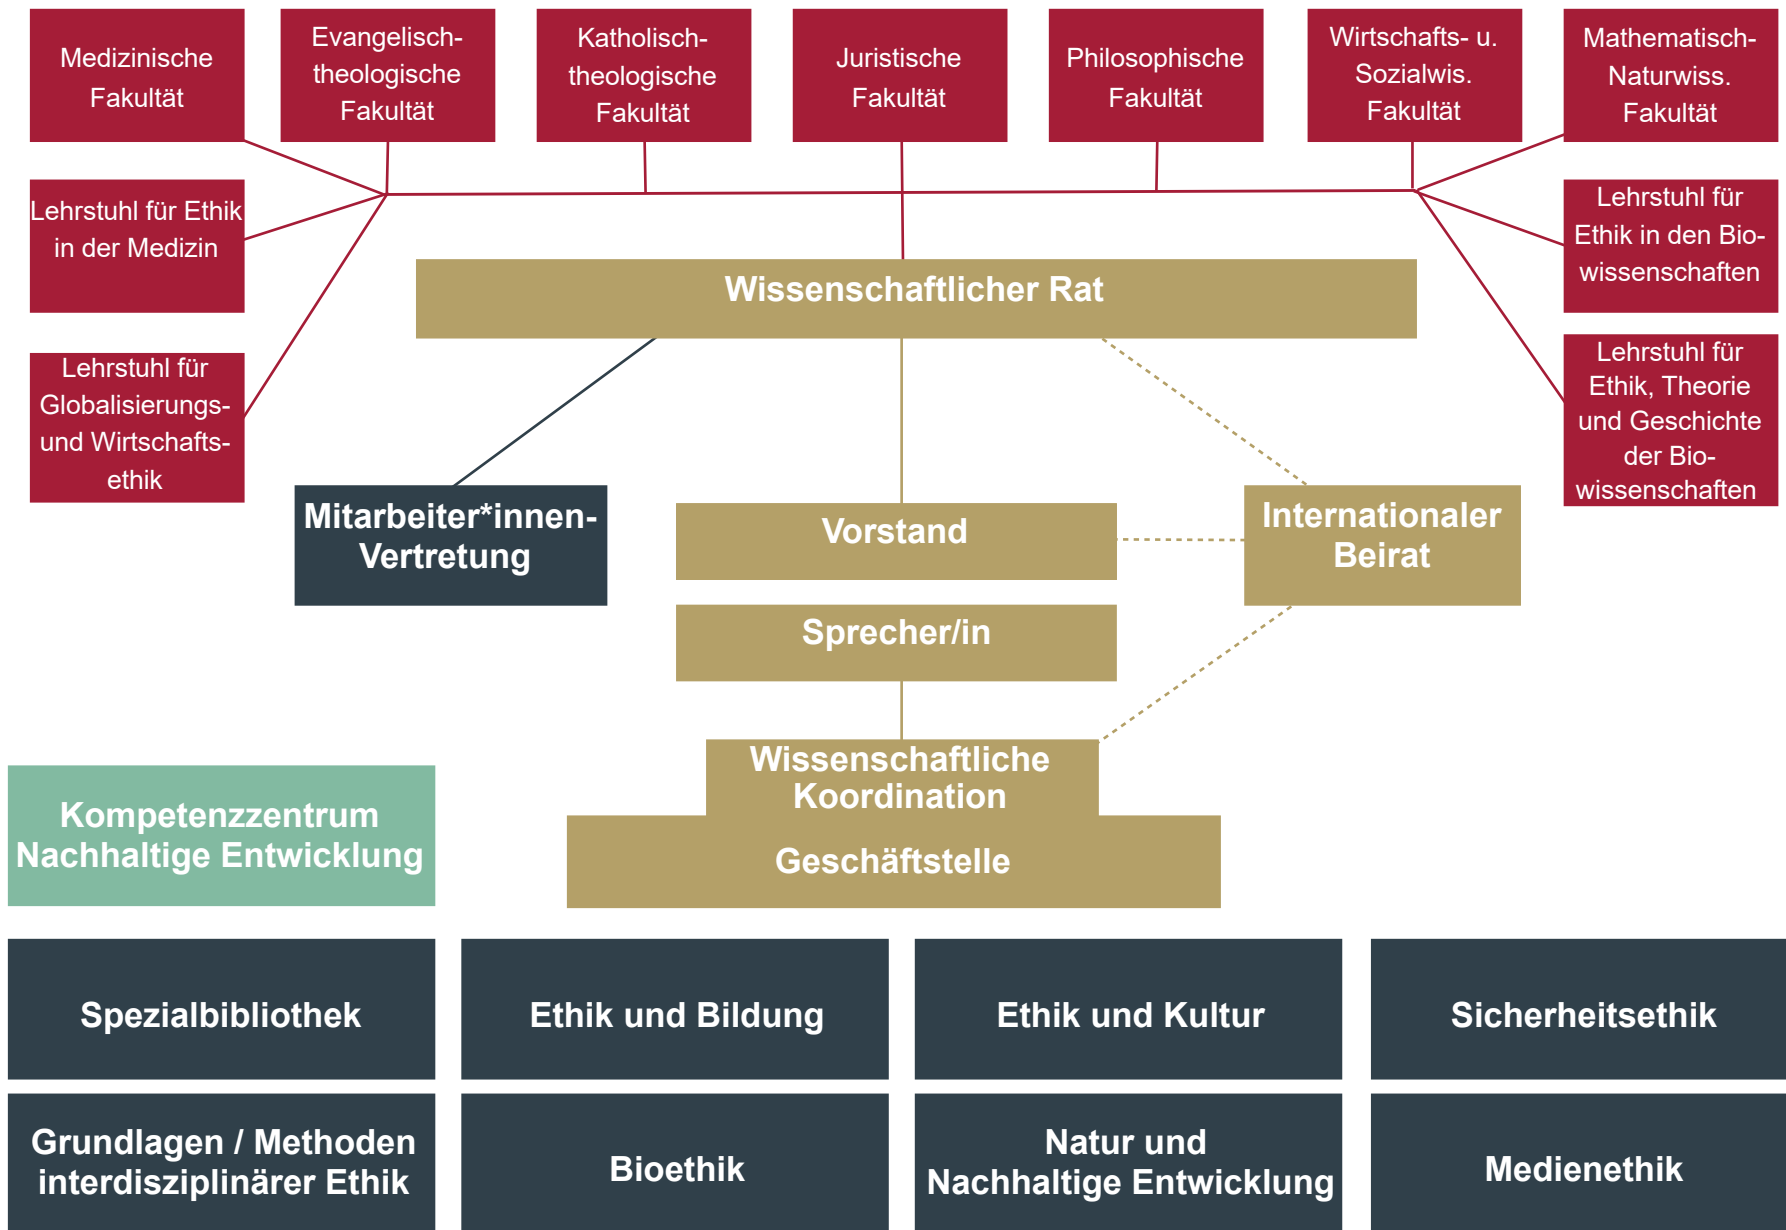 Medizinische
Fakultät
Evangelisch-
theologische
Fakultät
Katholisch-
theologische
Fakultät
Juristische
Fakultät
Philosophische
Fakultät
Wirtschafts- u.
Sozialwis.
Fakultät
Mathematisch-
Naturwiss.
Fakultät
Lehrstuhl für Ethik
in der Medizin
Lehrstuhl für
Ethik in den Bio-
wissenschaften
Wissenschaftlicher Rat
Lehrstuhl für
Globalisierungs-
und Wirtschafts-
ethik
Lehrstuhl für
Ethik, Theorie
und Geschichte
der Bio-
wissenschaften
Mitarbeiter*innen-
Vertretung
Vorstand
Internationaler
Beirat
Sprecher/in
Wissenschaftliche
Koordination
Geschäftstelle
Kompetenzzentrum
Nachhaltige Entwicklung
Spezialbibliothek
Ethik und Bildung
Ethik und Kultur
Sicherheitsethik
Grundlagen / Methoden
interdisziplinärer Ethik
Bioethik
Natur und
Nachhaltige Entwicklung
Medienethik